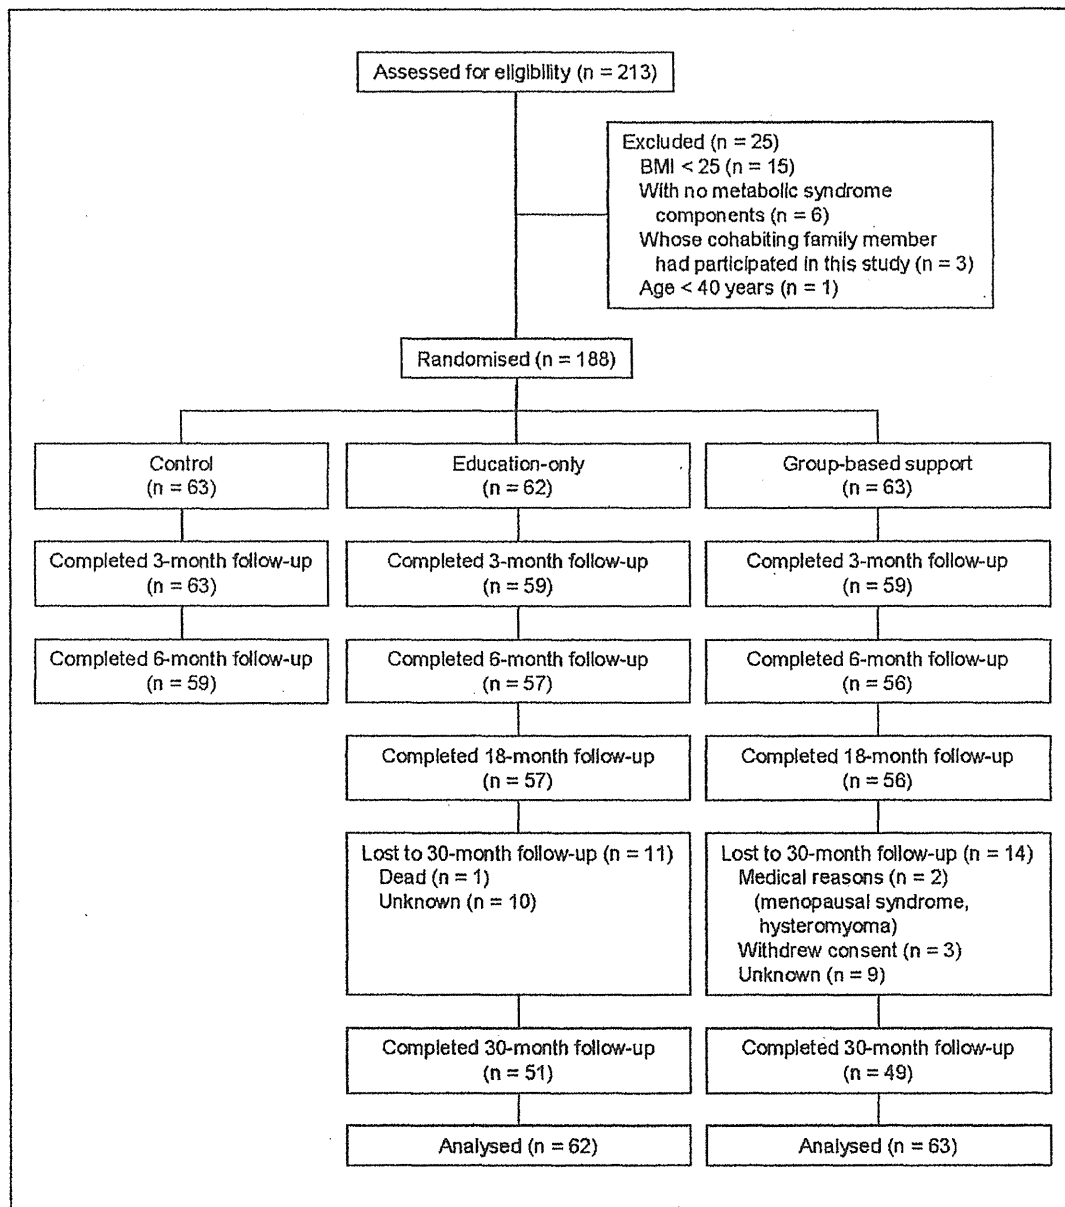 Assessed for eligibility (n = 213)
Excluded (n = 25)
BMI < 25 (n = 15)
With no metabolic syndrome
components (n = 6)
Whose cohabiting family member
had participated in this study (n = 3)
Age < 40 years (n = 1)
Randomised (n = 188)
Control
(n = 63)
Education-only
(n = 62)
Group-based support
(n = 63)
Completed 3-month follow-up
(n = 63)
Completed 3-month follow-up
(n = 59)
Completed 3-month follow-up
(n = 59)
Completed 6-month follow-up
(n = 59)
Completed 6-month follow-up
(n = 57)
Completed 6-month follow-up
(n = 56)
Completed 18-month follow-up
(n = 57)
Completed 18-month follow-up
(n = 56)
Lost to 30-month follow-up (n = 11)
Dead (n = 1)
Unknown (n = 10)
Lost to 30-month follow-up (n = 14)
Medical reasons (n = 2)
(menopausal syndrome,
hysteromyoma)
Withdrew consent (n = 3)
Unknown (n = 9)
Completed 30-month follow-up
(n = 51)
Completed 30-month follow-up
(n = 49)
Analysed (n = 62)
Analysed (n = 63)